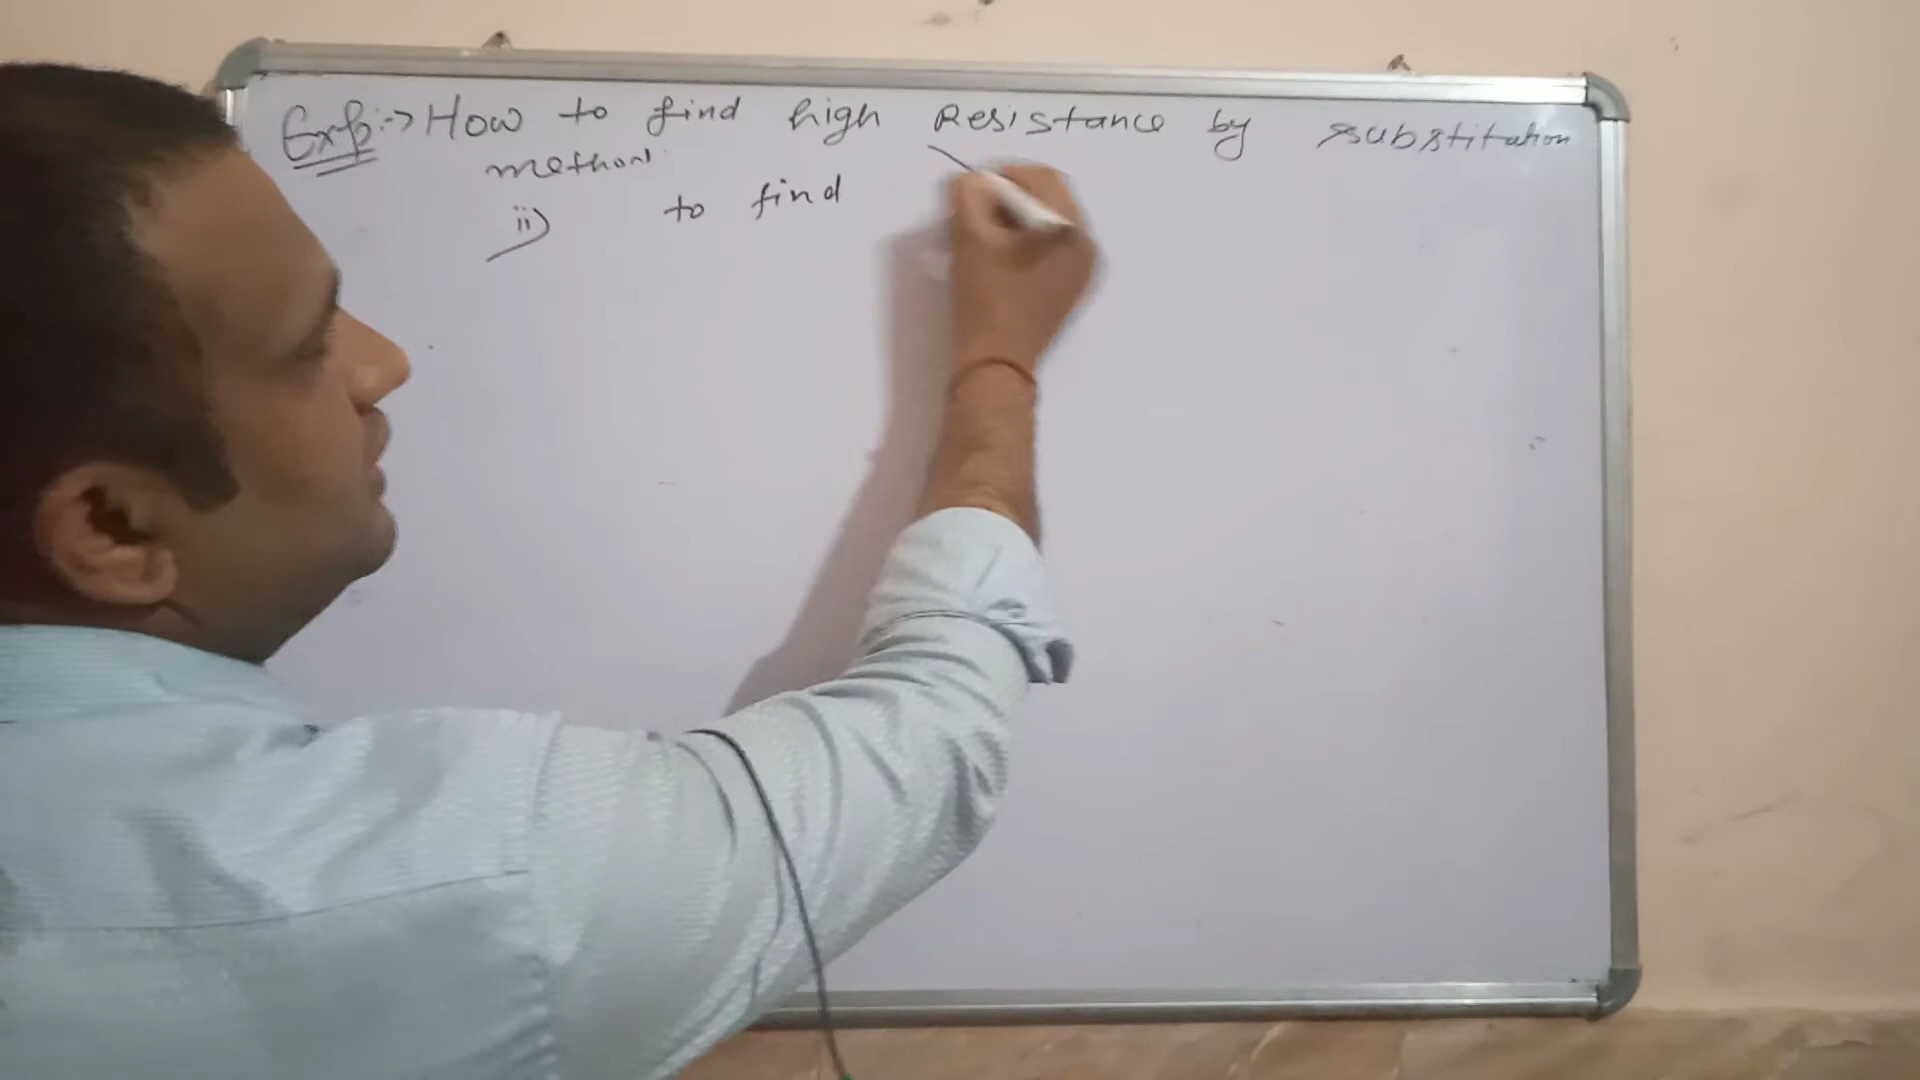 Exp:-> How to find high Resistance by substitution
method
ii) to find